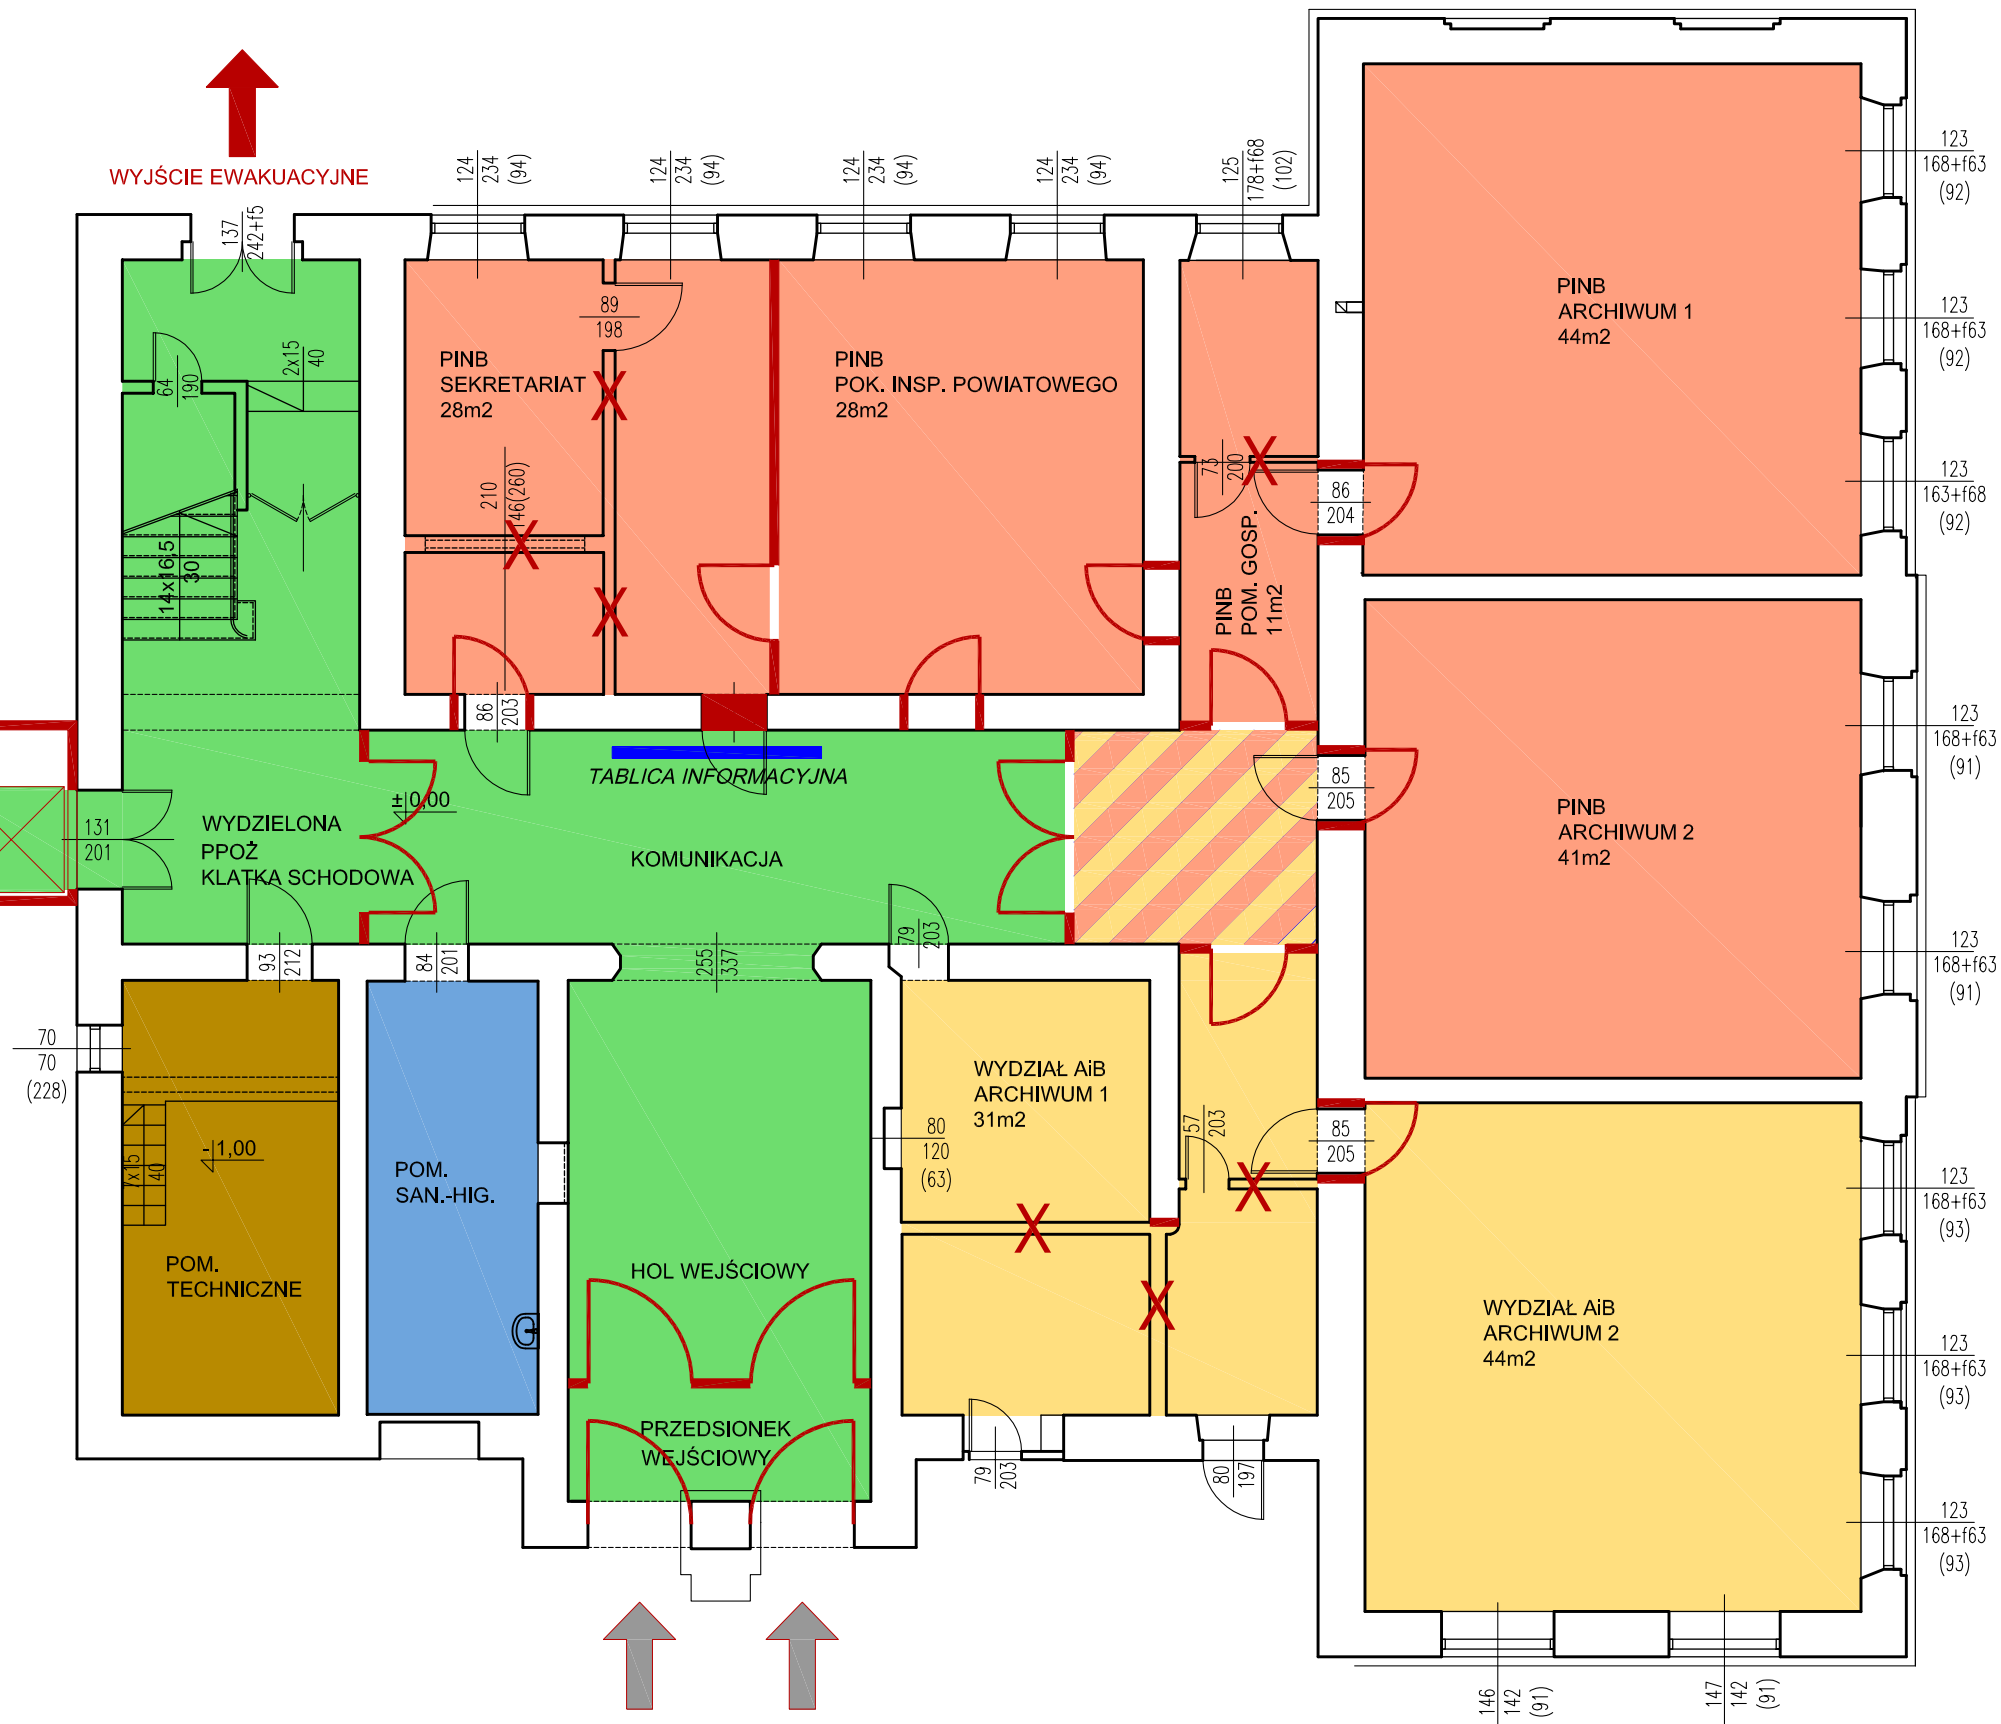 WYJŚCIE EWAKUACYJNE
137
242+f5
124
234
(94)
124
234
(94)
124
234
(94)
124
234
(94)
125
178+f68
(102)
123
168+f63
(92)
123
168+f63
(92)
123
163+f68
(92)
123
168+f63
(91)
123
168+f63
(91)
123
168+f63
(93)
123
168+f63
(93)
123
168+f63
(93)
146
142
(91)
147
142
(91)
64
190
2x15
40
14x16,5
30
89
198
PINB
SEKRETARIAT
28m2
210
146(260)
PINB
POK. INSP. POWIATOWEGO
28m2
73
200
PINB
POM. GOSP.
11m2
86
204
PINB
ARCHIWUM 1
44m2
86
203
TABLICA INFORMACYJNA
±0,00
131
201
WYDZIELONA
PPOŻ
KLATKA SCHODOWA
KOMUNIKACJA
85
205
PINB
ARCHIWUM 2
41m2
93
212
84
201
255
337
79
203
70
70
(228)
7x15
40
-1,00
POM.
TECHNICZNE
POM.
SAN.-HIG.
HOL WEJŚCIOWY
PRZEDSIONEK
WEJŚCIOWY
WYDZIAŁ AiB
ARCHIWUM 1
31m2
80
120
(63)
57
203
85
205
WYDZIAŁ AiB
ARCHIWUM 2
44m2
79
203
80
197